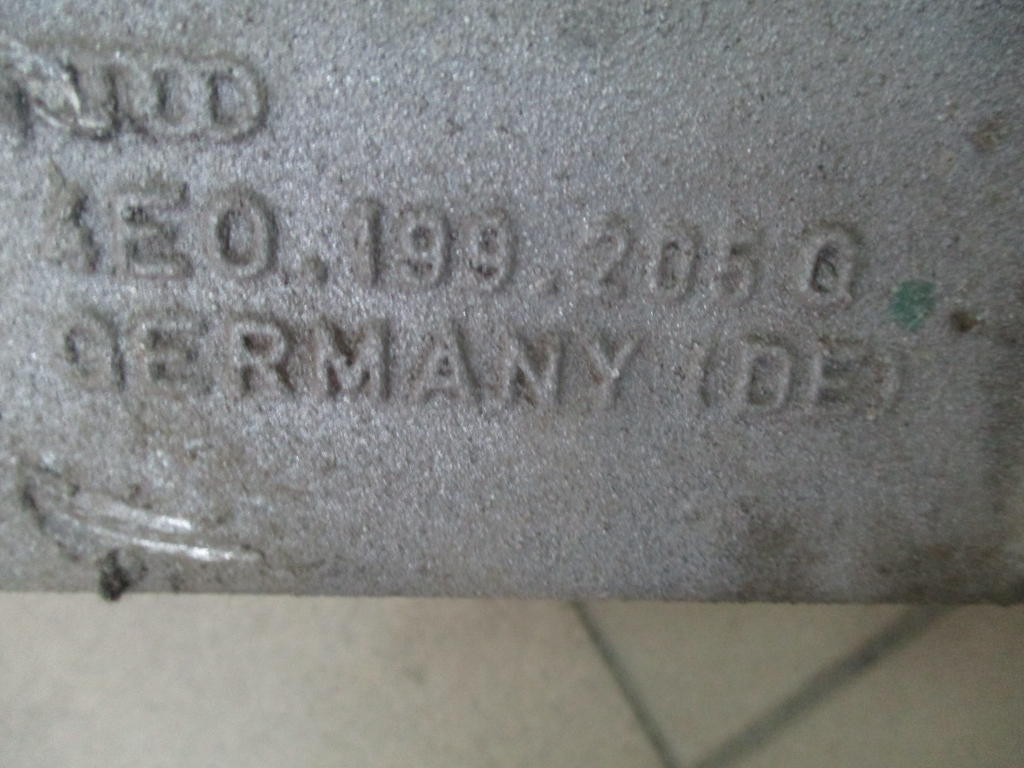 4E0.199.205 Q
GERMANY (DE)